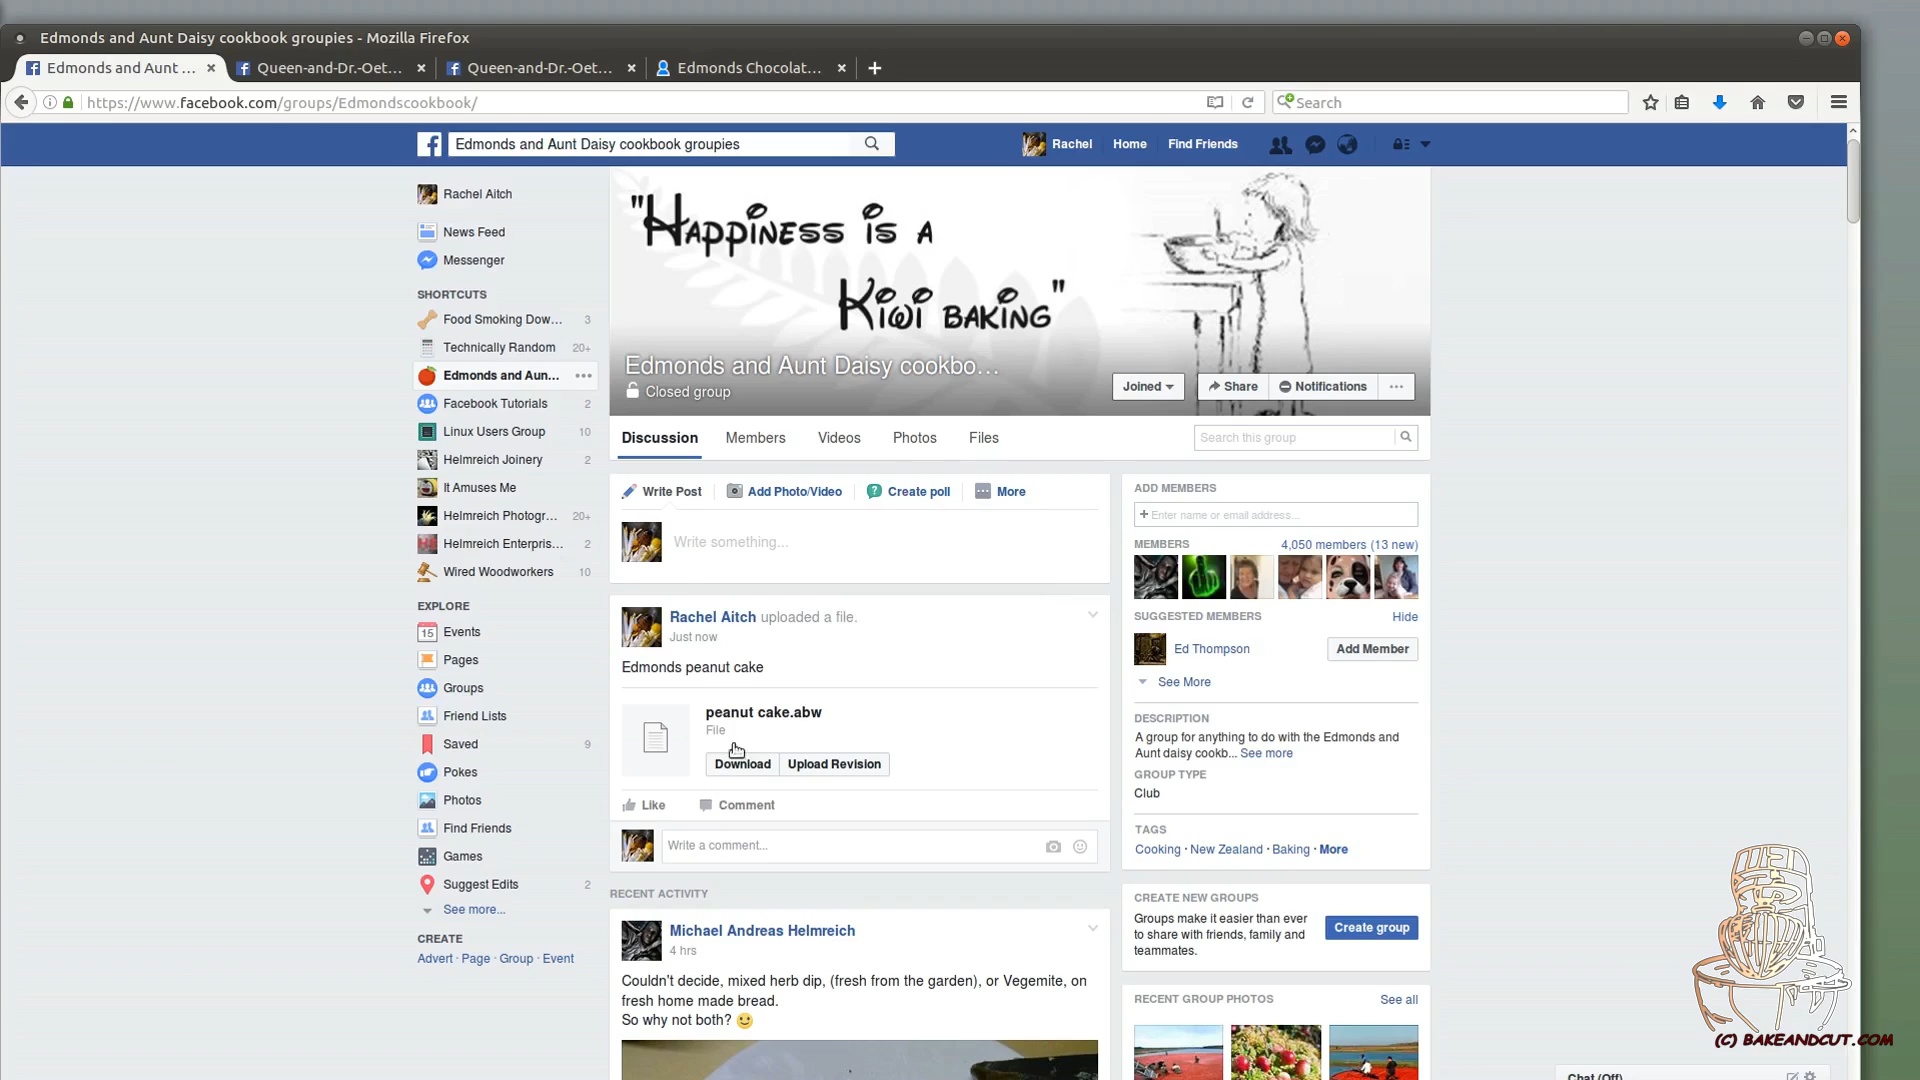 Edmonds and Aunt Daisy cookbook groupies - Mozilla Firefox
Edmonds and Aunt ...
Queen-and-Dr.-Oet...
Queen-and-Dr.-Oet...
Edmonds Chocolat...
https://www.facebook.com/groups/Edmondscookbook/
Search
Edmonds and Aunt Daisy cookbook groupies
Rachel
Home
Find Friends
Rachel Aitch
News Feed
Messenger
SHORTCUTS
Food Smoking Dow... 3
Technically Random 20+
Edmonds and Aun...
Facebook Tutorials 2
Linux Users Group 10
Helmreich Joinery 2
It Amuses Me
Helmreich Photogr... 20+
Helmreich Enterpris... 2
Wired Woodworkers 10
EXPLORE
15 Events
Pages
Groups
Friend Lists
Saved 9
Pokes
Photos
Find Friends
Games
Suggest Edits 2
See more...
CREATE
Advert · Page · Group · Event
"Happiness is a
Kiwi baking"
Edmonds and Aunt Daisy cookbo...
Closed group
Joined
Share
Notifications
Discussion
Members
Videos
Photos
Files
Search this group
Write Post
Add Photo/Video
Create poll
More
Write something...
Rachel Aitch uploaded a file.
Just now
Edmonds peanut cake
peanut cake.abw
File
Download
Upload Revision
Like
Comment
Write a comment...
RECENT ACTIVITY
Michael Andreas Helmreich
4 hrs
Couldn't decide, mixed herb dip, (fresh from the garden), or Vegemite, on
fresh home made bread.
So why not both?
ADD MEMBERS
+ Enter name or email address...
MEMBERS
4,050 members (13 new)
SUGGESTED MEMBERS
Hide
Ed Thompson
Add Member
See More
DESCRIPTION
A group for anything to do with the Edmonds and
Aunt daisy cookb... See more
GROUP TYPE
Club
TAGS
Cooking · New Zealand · Baking · More
CREATE NEW GROUPS
Groups make it easier than ever
to share with friends, family and
teammates.
Create group
RECENT GROUP PHOTOS
See all
Chat (Off)
(C) BAKEANDCUT.COM